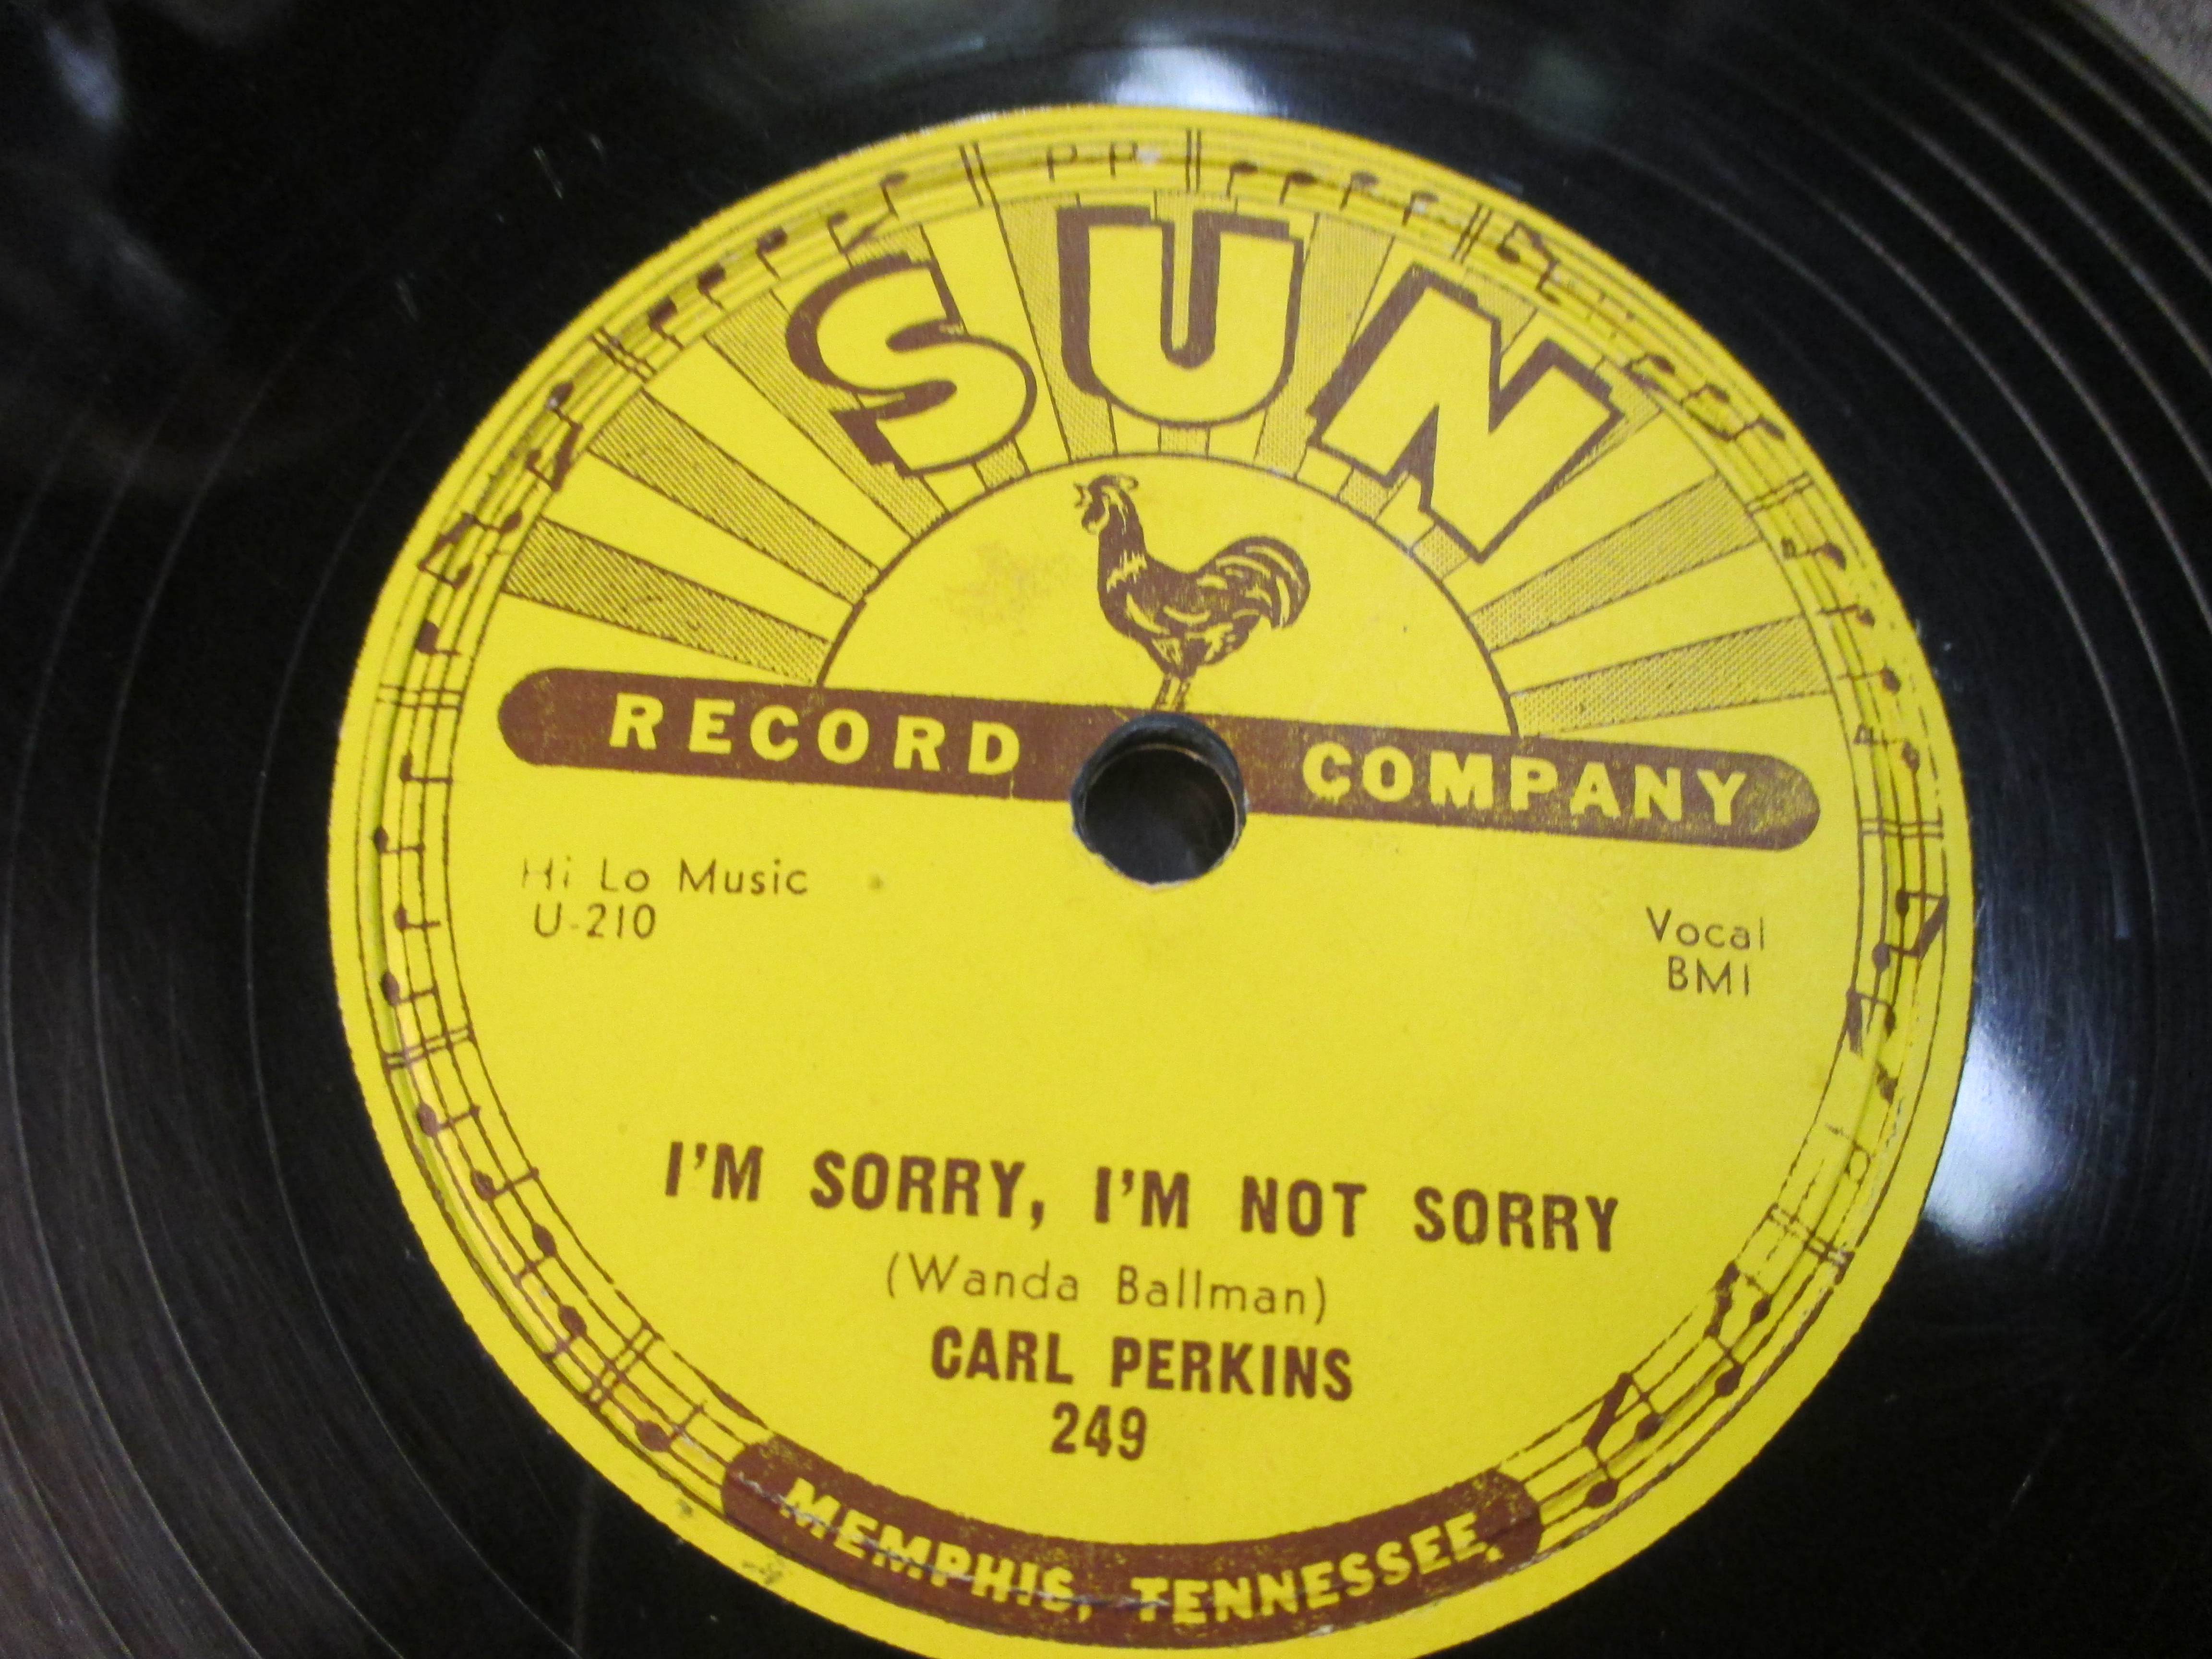 SUN
RECORD COMPANY
Hi Lo Music
U-210
Vocal
BMI
I'M SORRY, I'M NOT SORRY
(Wanda Ballman)
CARL PERKINS
249
MEMPHIS, TENNESSEE.